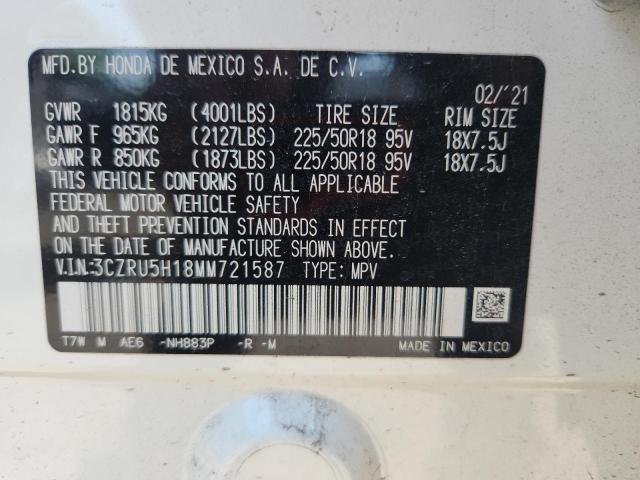 MFD.BY HONDA DE MEXICO S.A. DE C.V.
02/'21
GVWR 1815KG (4001LBS) TIRE SIZE RIM SIZE
GAWR F 965KG (2127LBS) 225/50R18 95V 18X7.5J
GAWR R 850KG (1873LBS) 225/50R18 95V 18X7.5J
THIS VEHICLE CONFORMS TO ALL APPLICABLE
FEDERAL MOTOR VEHICLE SAFETY
AND THEFT PREVENTION STANDARDS IN EFFECT
ON THE DATE OF MANUFACTURE SHOWN ABOVE.
V.I.N.:3CZRU5H18MM721587 TYPE: MPV
T7W M AE6 -NH883P -R -M MADE IN MEXICO